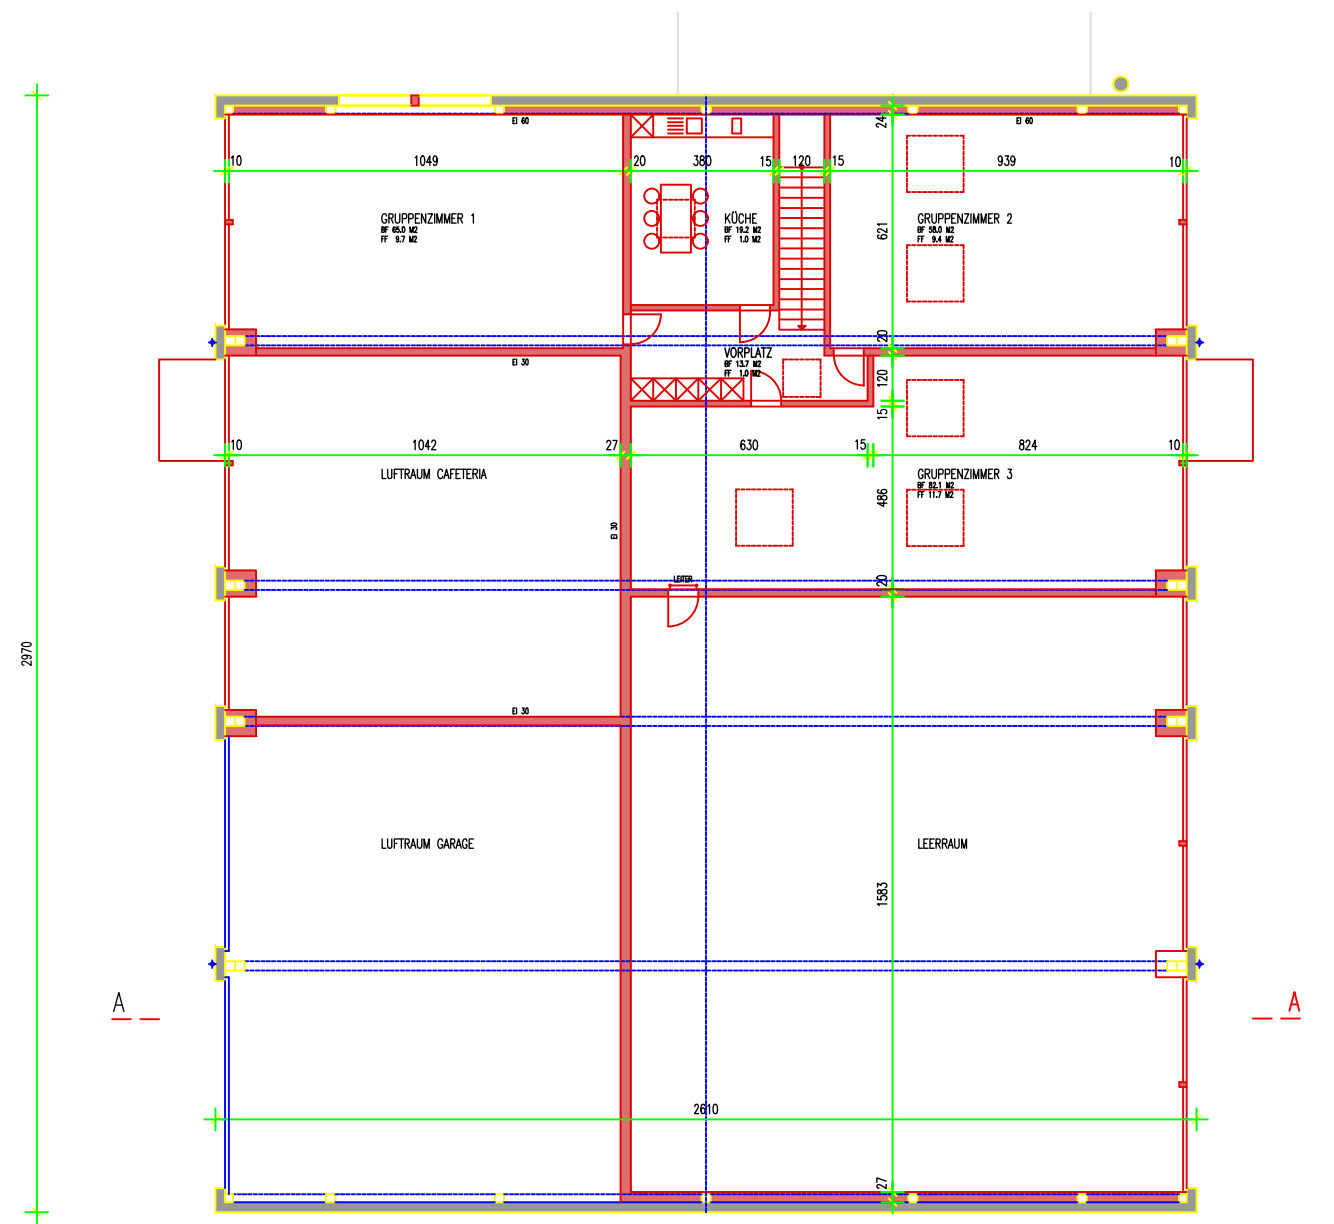 24
EI 60
EI 60
10
1049
20
380
15
120
15
939
10
GRUPPENZIMMER 1
BF 65.0 M2
FF 9.7 M2
KÜCHE
BF 19.2 M2
FF 1.0 M2
621
GRUPPENZIMMER 2
BF 58.0 M2
FF 9.4 M2
20
VORPLATZ
BF 13.7 M2
FF 1.0 M2
EI 30
120
15
10
1042
27
630
15
824
10
LUFTRAUM CAFETERIA
GRUPPENZIMMER 3
BF 82.1 M2
FF 11.7 M2
486
EI 30
LEITER
20
2970
EI 30
LUFTRAUM GARAGE
LEERRAUM
1583
A
A
2610
27